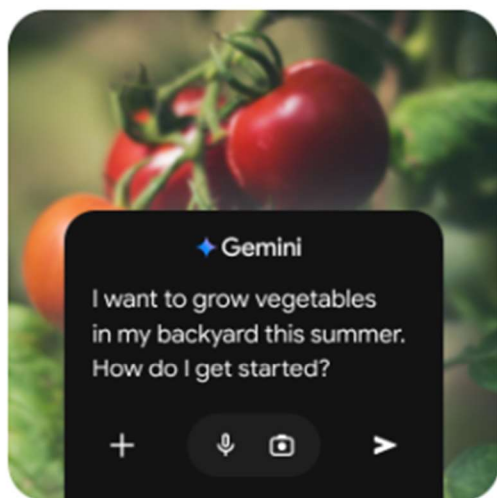 Gemini
I want to grow vegetables
in my backyard this summer.
How do I get started?